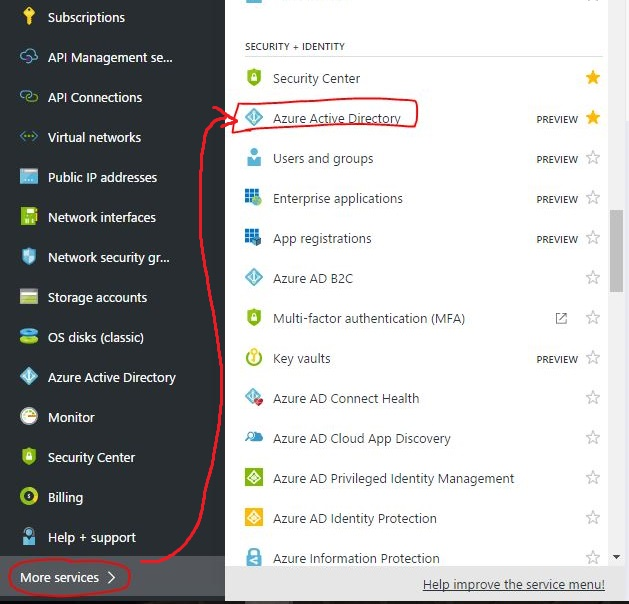 Subscriptions
API Management se...
API Connections
Virtual networks
Public IP addresses
Network interfaces
Network security gr...
Storage accounts
OS disks (classic)
Azure Active Directory
Monitor
Security Center
Billing
Help + support
More services
SECURITY + IDENTITY
Security Center
Azure Active Directory PREVIEW
Users and groups PREVIEW
Enterprise applications PREVIEW
App registrations PREVIEW
Azure AD B2C
Multi-factor authentication (MFA)
Key vaults PREVIEW
Azure AD Connect Health
Azure AD Cloud App Discovery
Azure AD Privileged Identity Management
Azure AD Identity Protection
Azure Information Protection
Help improve the service menu!